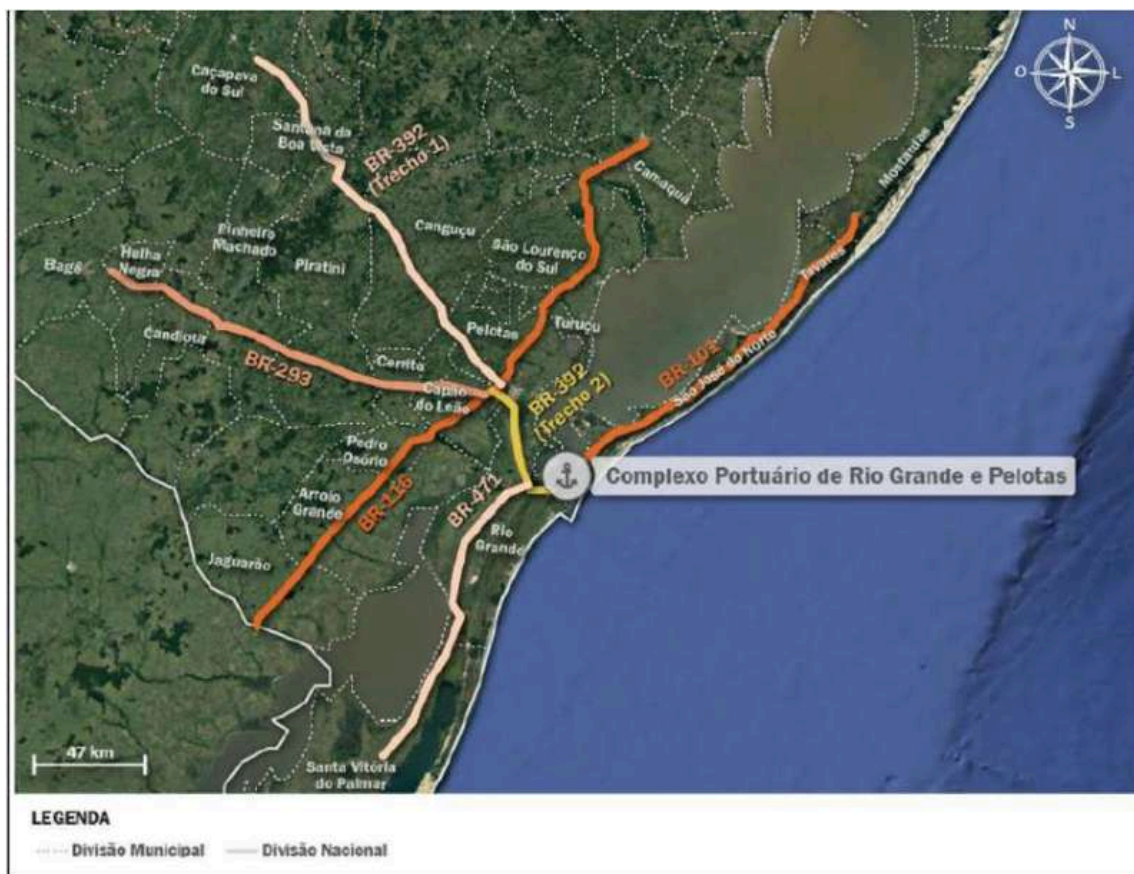 N
O
L
S
Caçapava
do Sul
Santana da
Boa Vista
BR-392
(Trecho 1)
Camaquã
Mostardas
Canguçu
São Lourenço
do Sul
Pinheiro
Machado
Piratini
Hulha
Negra
Bagé
Candiota
Tavares
Turuçu
Pelotas
São José do Norte
BR-101
BR-293
Cerrito
Capão
do Leão
BR-392
(Trecho 2)
Pedro
Osório
Complexo Portuário de Rio Grande e Pelotas
Arroio
Grande
BR-116
BR-471
Rio
Grande
Jaguarão
47 km
Santa Vitória
do Palmar
LEGENDA
Divisão Municipal
Divisão Nacional